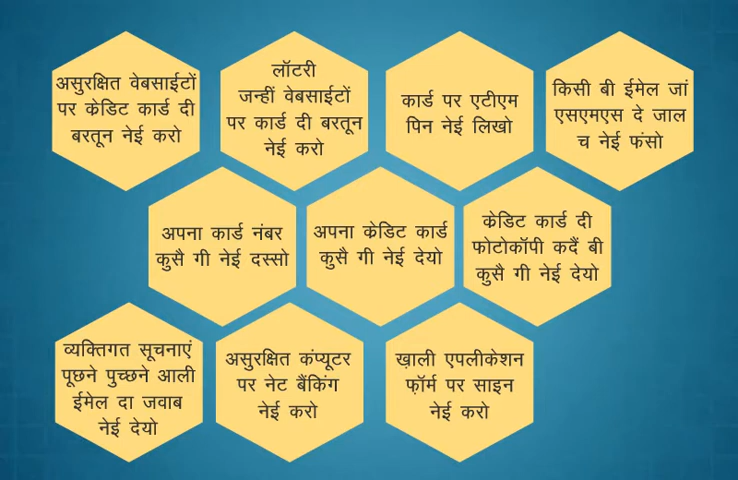 असुरक्षित वेबसाईटों
पर क्रेडिट कार्ड दी
बरतून नेई करो
लॉटरी
जन्हीं वेबसाईटों
पर कार्ड दी बरतून
नेई करो
कार्ड पर एटीएम
पिन नेई लिखो
किसी बी ईमेल जां
एसएमएस दे जाल
च नेई फंसो
अपना कार्ड नंबर
कुसै गी नेई दस्सो
अपना क्रेडिट कार्ड
कुसै गी नेई देयो
क्रेडिट कार्ड दी
फोटोकॉपी कदैं बी
कुसै गी नेई देयो
व्यक्तिगत सूचनाएं
पूछने पुच्छने आली
ईमेल दा जवाब
नेई देयो
असुरक्षित कंप्यूटर
पर नेट बैंकिंग
नेई करो
ख़ाली एपलीकेशन
फ़ॉर्म पर साइन
नेई करो